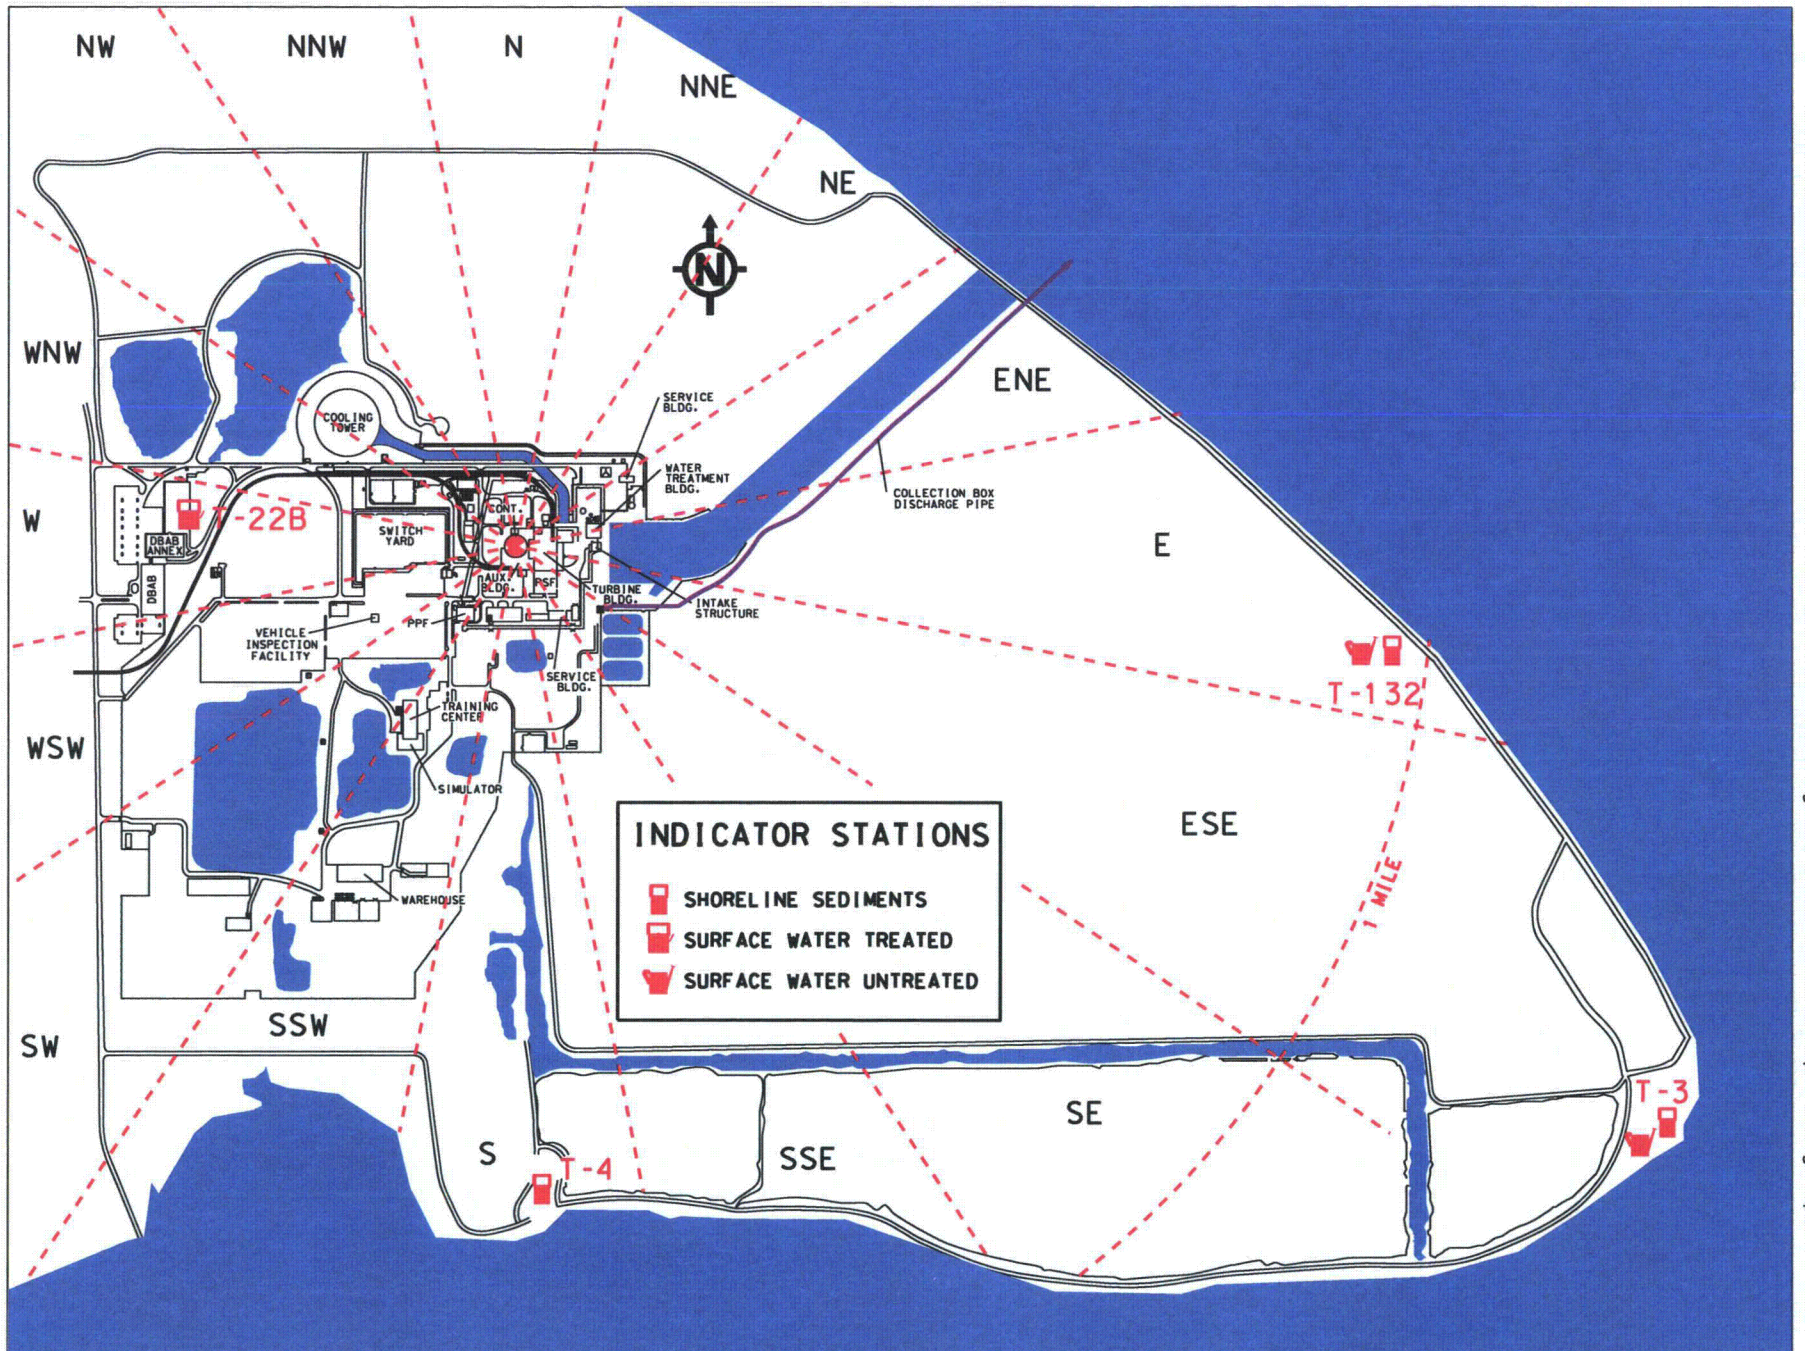 NW
NNW
N
NNE
NE
N
WNW
ENE
COOLING
TOWER
SERVICE
BLDG.
WATER
TREATMENT
BLDG.
COLLECTION BOX
DISCHARGE PIPE
W
T-22B
SWITCH
YARD
CONT.
DBAB
ANNEX
DBAB
AUX.
BLDG.
PSF
TURBINE
BLDG.
INTAKE
STRUCTURE
E
PPF
VEHICLE
INSPECTION
FACILITY
SERVICE
BLDG.
T-132
TRAINING
CENTER
WSW
SIMULATOR
ESE
1 MILE
WAREHOUSE
INDICATOR STATIONS
SHORELINE SEDIMENTS
SURFACE WATER TREATED
SURFACE WATER UNTREATED
SSW
SW
T-3
SE
S
SSE
T-4